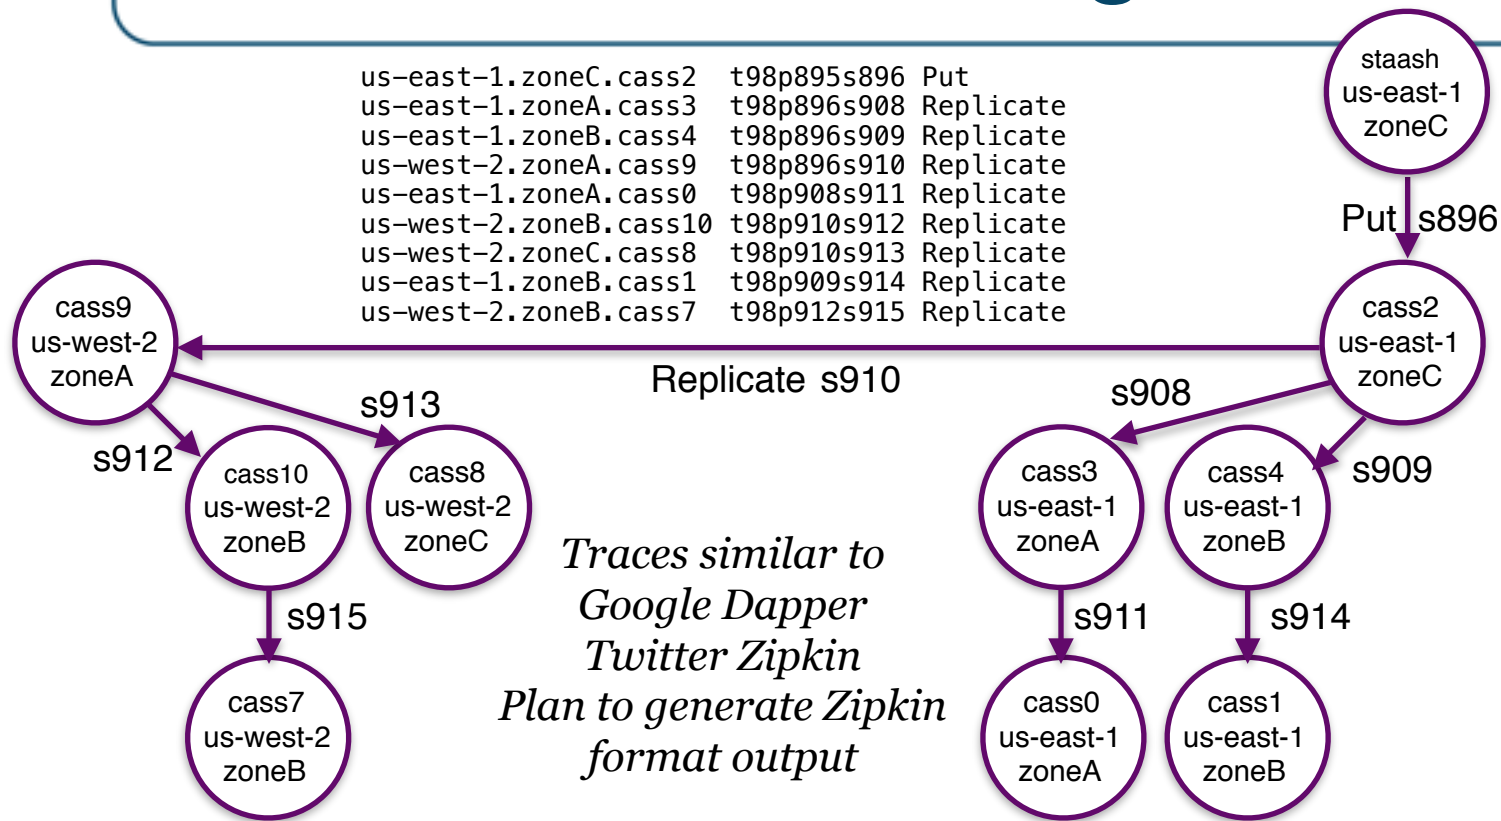 staash
us-east-1
zoneC
us-east-1.zoneC.cass2  t98p895s896 Put
us-east-1.zoneA.cass3  t98p896s908 Replicate
us-east-1.zoneB.cass4  t98p896s909 Replicate
us-west-2.zoneA.cass9  t98p896s910 Replicate
us-east-1.zoneA.cass0  t98p908s911 Replicate
us-west-2.zoneB.cass10 t98p910s912 Replicate
us-west-2.zoneC.cass8  t98p910s913 Replicate
us-east-1.zoneB.cass1  t98p909s914 Replicate
us-west-2.zoneB.cass7  t98p912s915 Replicate
Put s896
cass9
us-west-2
zoneA
cass2
us-east-1
zoneC
Replicate s910
s913
s908
s912
s909
cass10
us-west-2
zoneB
cass8
us-west-2
zoneC
cass3
us-east-1
zoneA
cass4
us-east-1
zoneB
Traces similar to
Google Dapper
Twitter Zipkin
Plan to generate Zipkin
format output
s915
s911
s914
cass7
us-west-2
zoneB
cass0
us-east-1
zoneA
cass1
us-east-1
zoneB